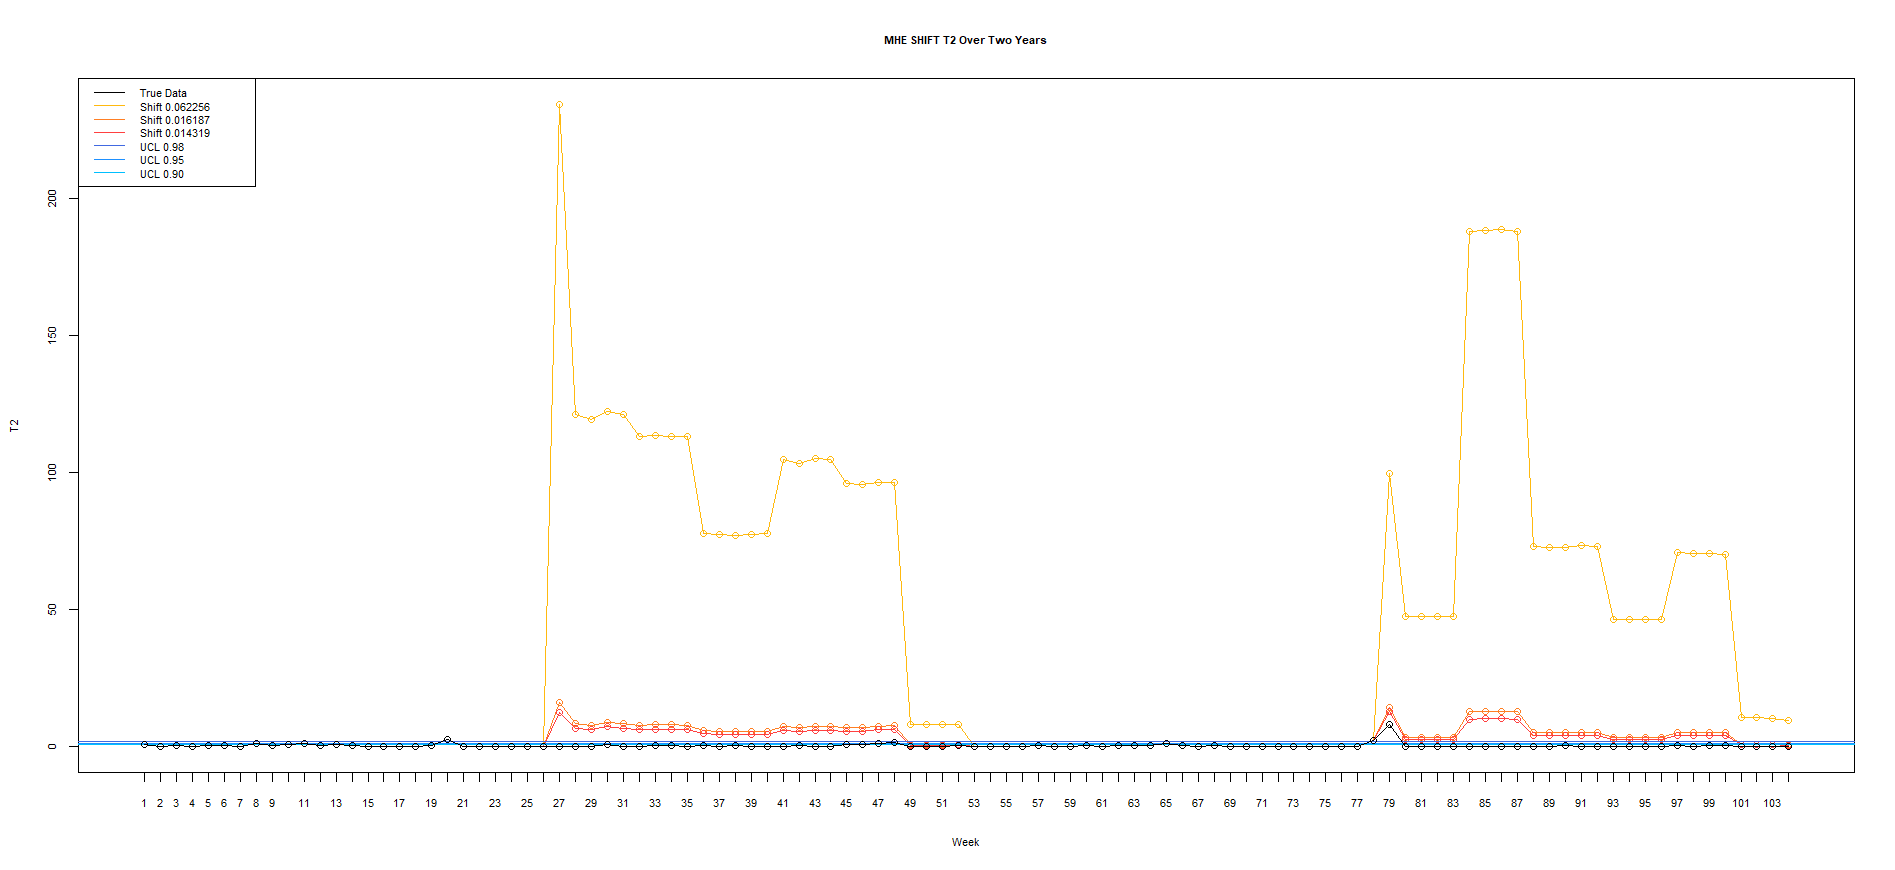 MHE SHIFT T2 Over Two Years
True Data
Shift 0.062256
Shift 0.016187
Shift 0.014319
UCL 0.98
UCL 0.95
UCL 0.90
200
150
100
50
0
T2
1 2 3 4 5 6 7 8 9 11 13 15 17 19 21 23 25 27 29 31 33 35 37 39 41 43 45 47 49 51 53 55 57 59 61 63 65 67 69 71 73 75 77 79 81 83 85 87 89 91 93 95 97 99 101 103
Week